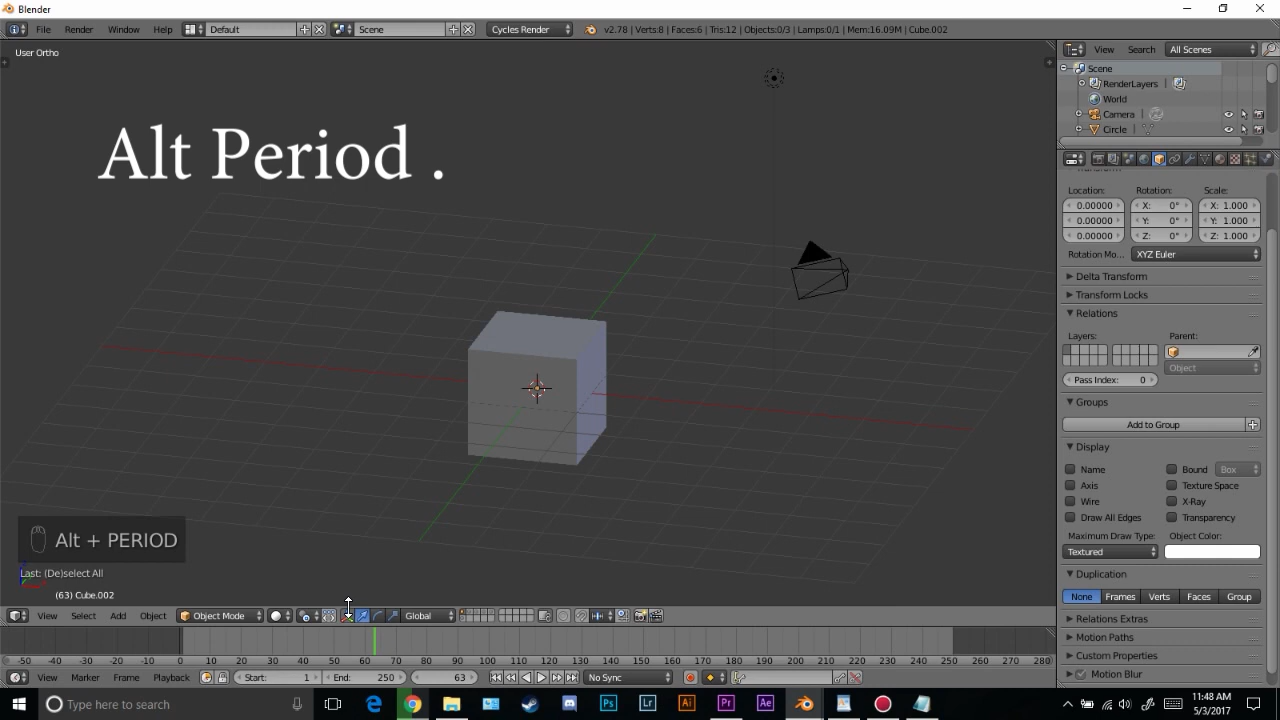 Blender
File Render Window Help Default Scene Cycles Render v2.78 | Verts:8 | Faces:6 | Tris:12 | Objects:0/3 | Lamps:0/1 | Mem:16.09M | Cube.002
User Ortho
Alt Period .
Alt + PERIOD
Last: (De)select All
(63) Cube.002
View Select Add Object Object Mode Global
-50 -40 -30 -20 -10 0 10 20 30 40 50 60 70 80 90 100 110 120 130 140 150 160 170 180 190 200 210 220 230 240 250 260 270 280
View Marker Frame Playback Start: 1 End: 250 63 No Sync
View Search All Scenes
Scene
RenderLayers |
World
Camera |
Circle |
Location: Rotation: Scale:
0.00000 X: 0° X: 1.000
0.00000 Y: 0° Y: 1.000
0.00000 Z: 0° Z: 1.000
Rotation Mo... XYZ Euler
Delta Transform
Transform Locks
Relations
Layers: Parent:
Object
Pass Index: 0
Groups
Add to Group
Display
Name Bound Box
Axis Texture Space
Wire X-Ray
Draw All Edges Transparency
Maximum Draw Type: Object Color:
Textured
Duplication
None Frames Verts Faces Group
Relations Extras
Motion Paths
Custom Properties
Motion Blur
Type here to search
Ps Lr Ai Pr Ae
11:48 AM
5/3/2017